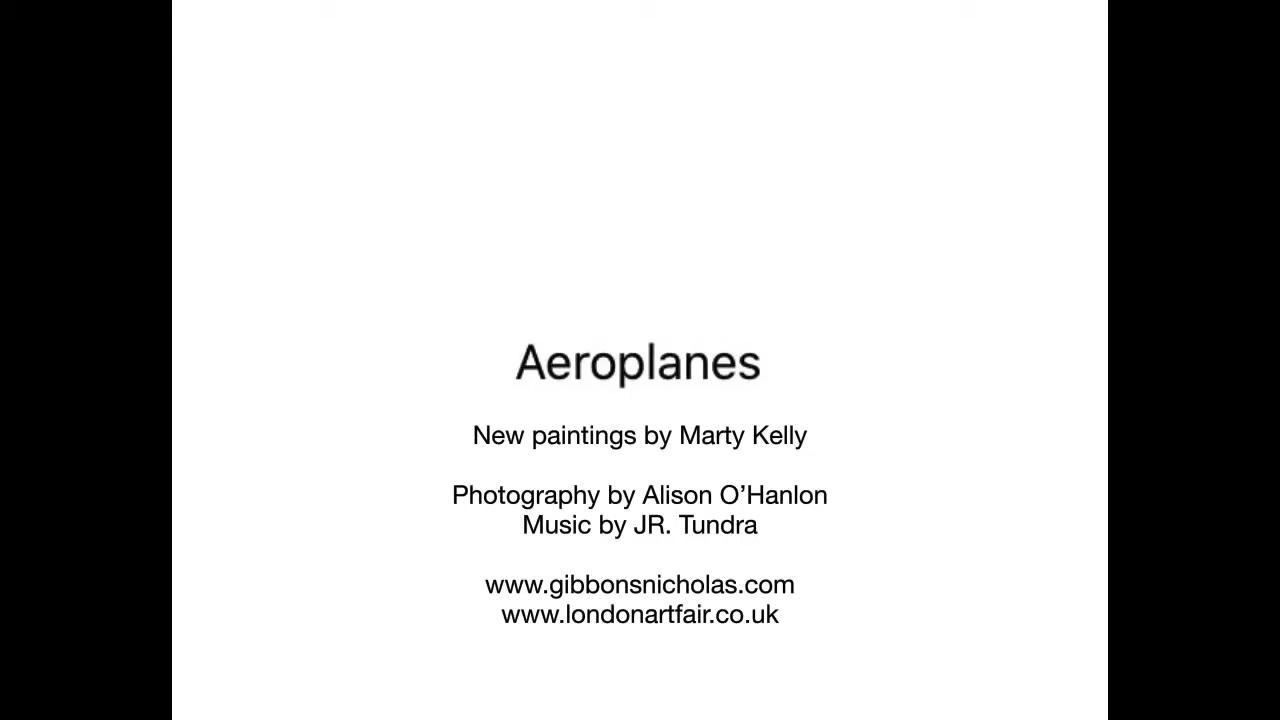 Aeroplanes
New paintings by Marty Kelly
Photography by Alison O’Hanlon
Music by JR. Tundra
www.gibbonsnicholas.com
www.londonartfair.co.uk